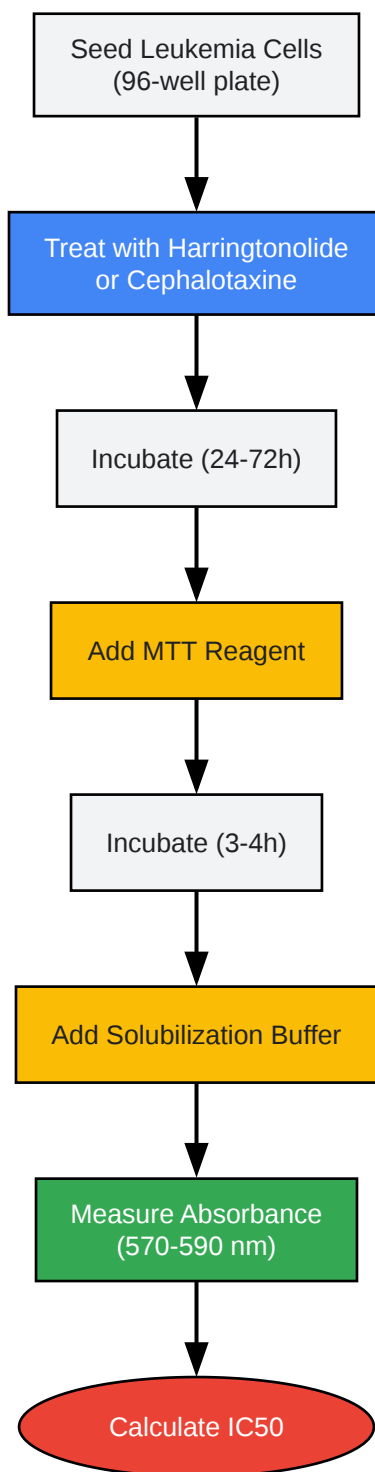 Seed Leukemia Cells
(96-well plate)
Treat with Harringtonolide
or Cephalotaxine
Incubate (24-72h)
Add MTT Reagent
Incubate (3-4h)
Add Solubilization Buffer
Measure Absorbance
(570-590 nm)
Calculate IC50